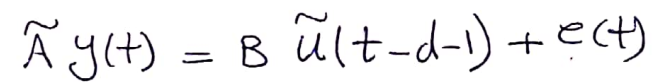 Ã y(t) = B ũ(t-d-1) + e(t)